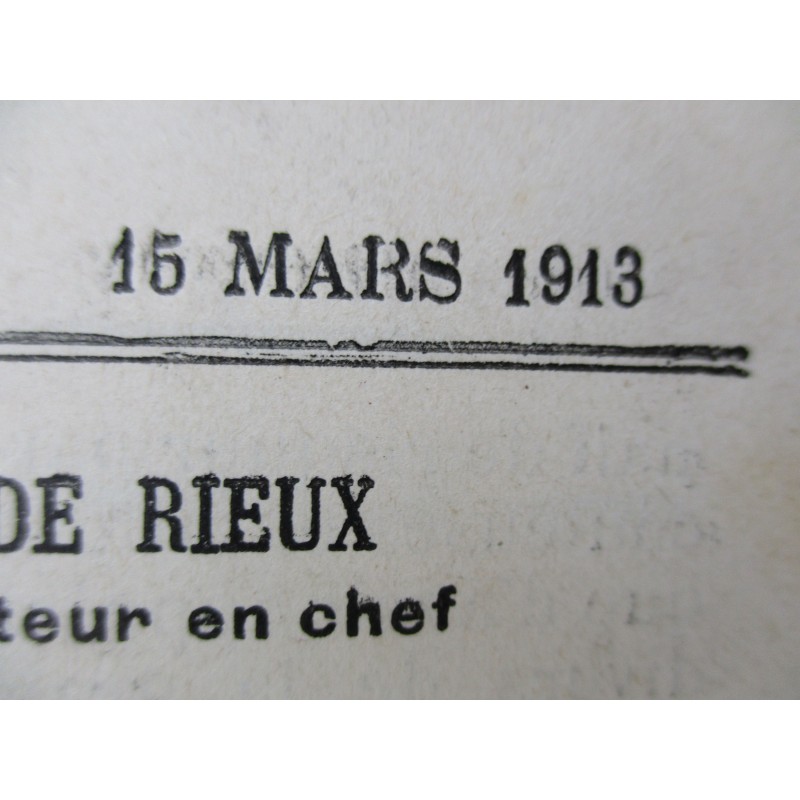 15 MARS 1913
DE RIEUX
teur en chef